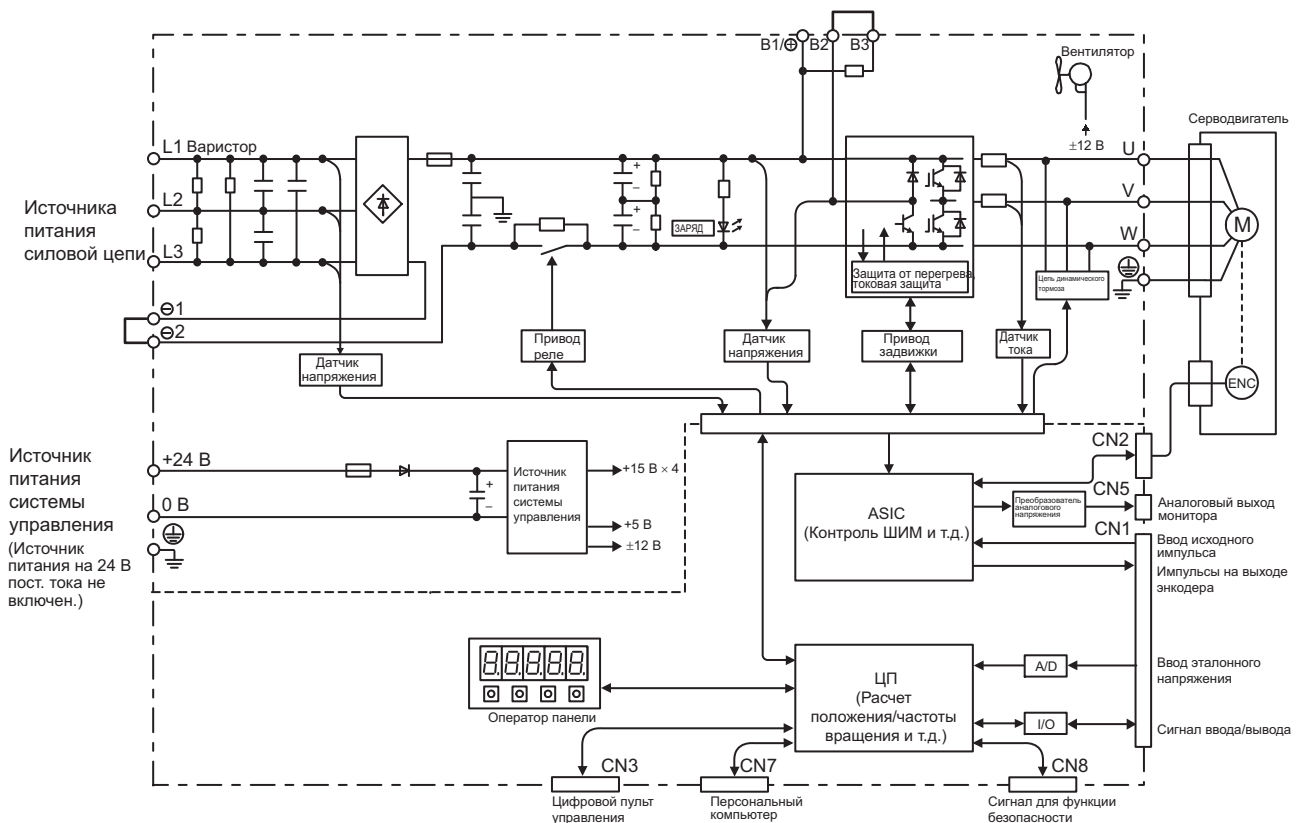 B1/⊕
B2
B3
Вентилятор
±12 В
Серводвигатель
L1 Варистор
L2
L3
Источника
питания
силовой цепи
U
V
W
M
+
–
+
–
ЗАРЯД
Защита от перегрева,
токовая защита
Цепь динамического
тормоза
⊖1
⊖2
Датчик
напряжения
Привод
реле
Датчик
напряжения
Привод
задвижки
Датчик
тока
ENC
Источник
питания
системы
управления
(Источник
питания на 24 В
пост. тока не
включен.)
+24 В
0 В
+
–
Источник
питания
системы
управления
+15 В × 4
+5 В
±12 В
ASIC
(Контроль ШИМ и т.д.)
Преобразователь
аналогового
напряжения
CN2
CN5
Аналоговый выход
монитора
CN1
Ввод исходного
импульса
Импульсы на выходе
энкодера
88888
Оператор панели
ЦП
(Расчет
положения/частоты
вращения и т.д.)
A/D
Ввод эталонного
напряжения
I/O
Сигнал ввода/вывода
CN3
Цифровой пульт
управления
CN7
Персональный
компьютер
CN8
Сигнал для функции
безопасности